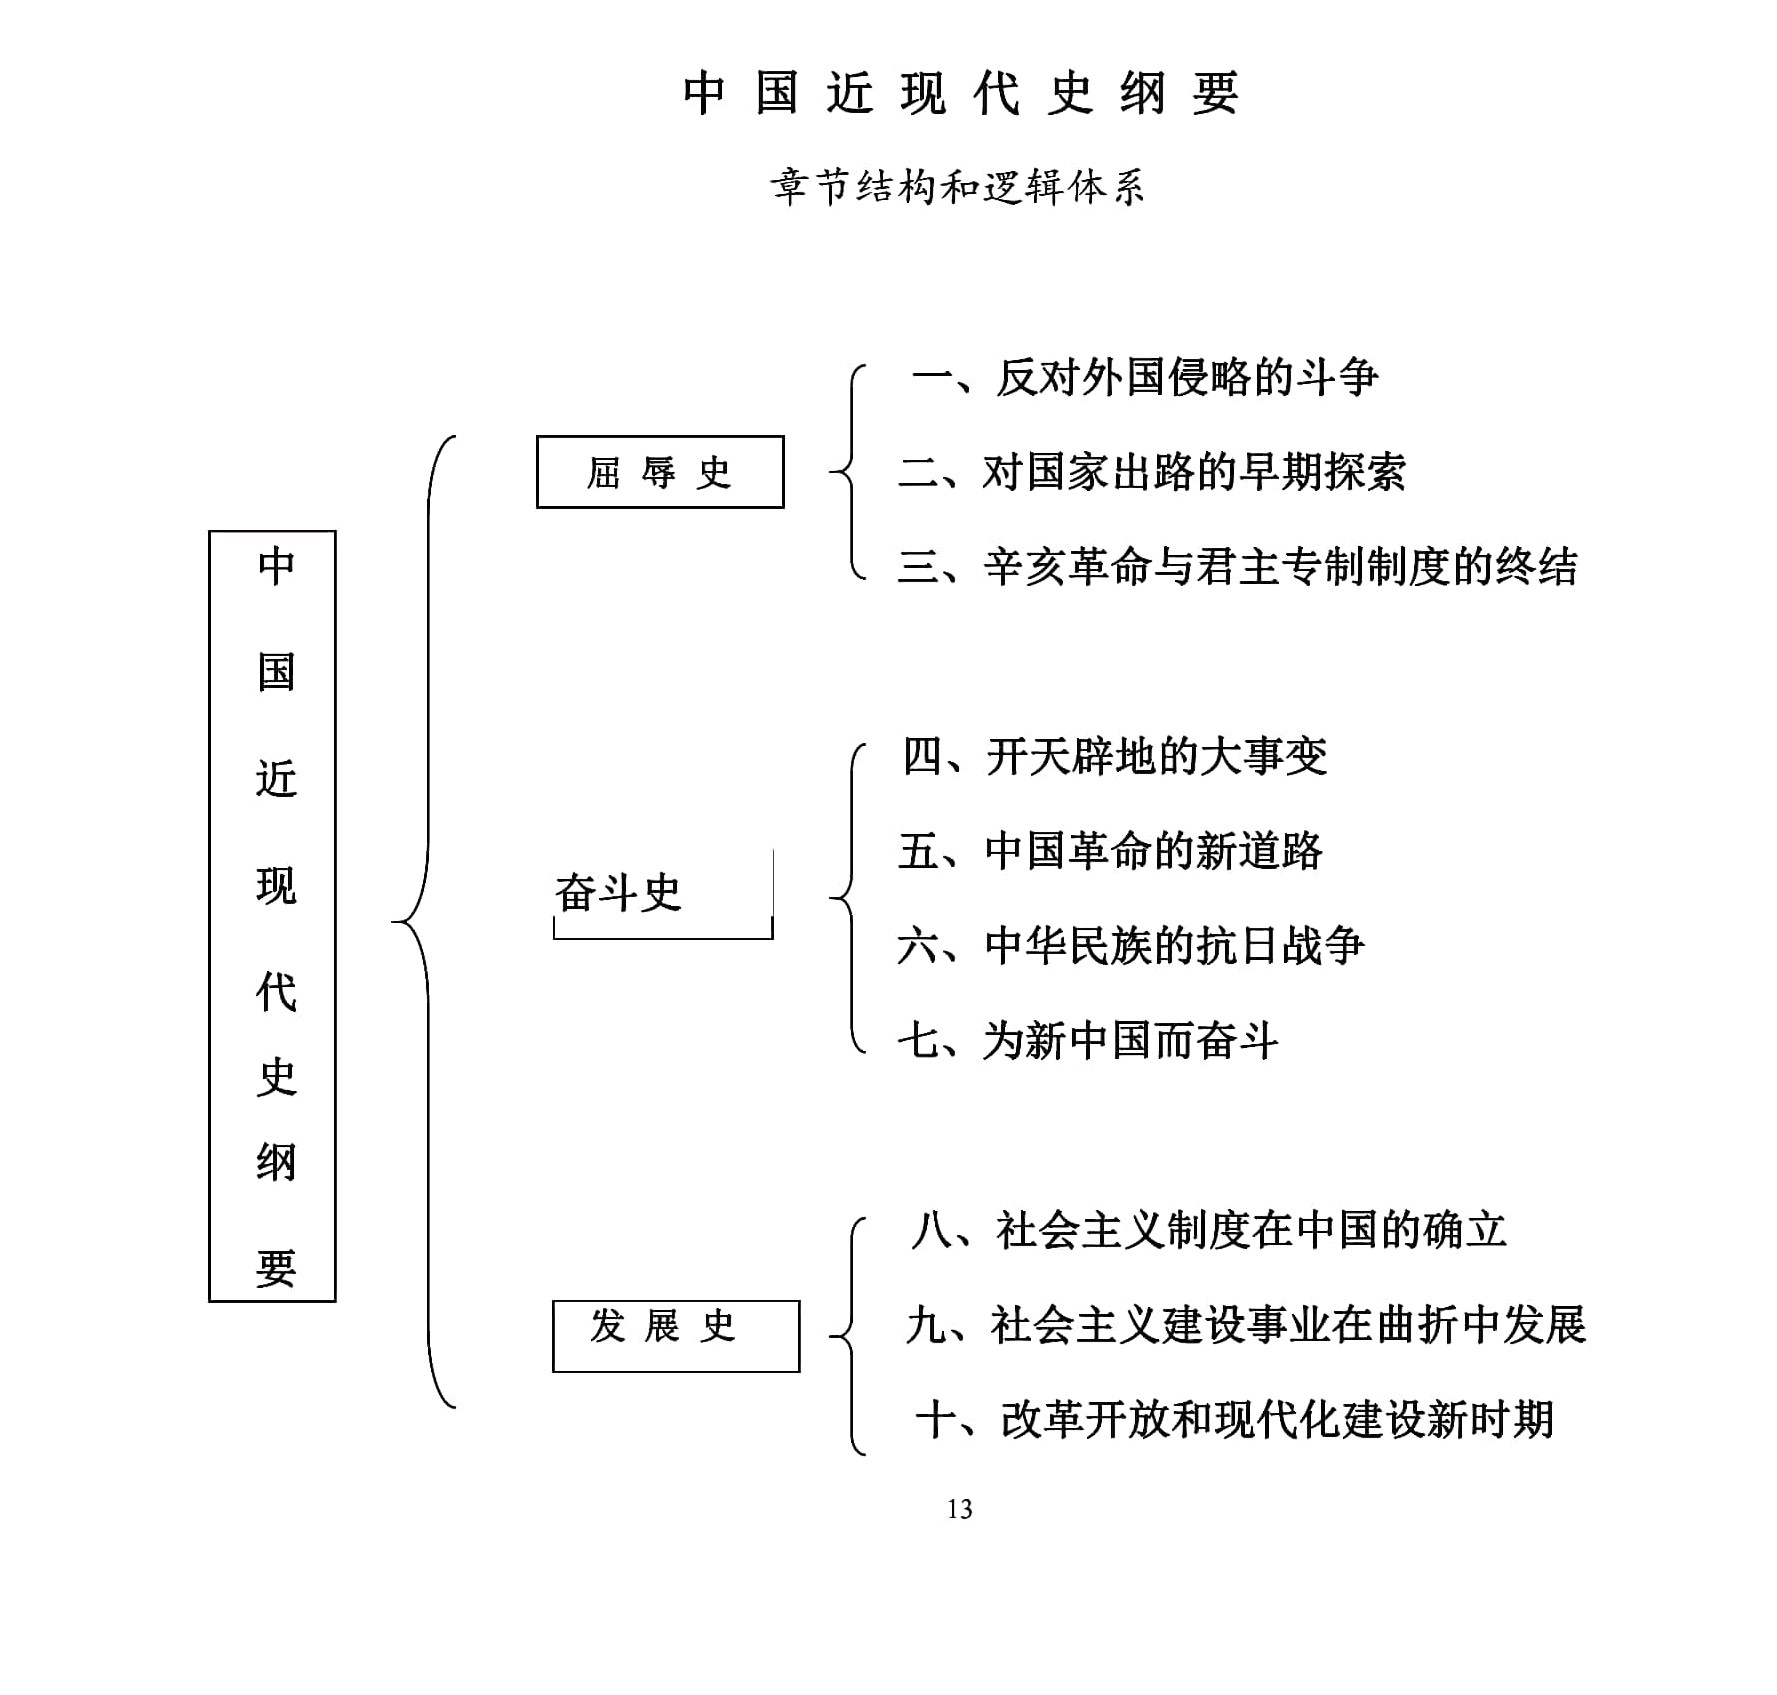 中国近现代史纲要
章节结构和逻辑体系
中国近现代史纲要
屈辱史
一、反对外国侵略的斗争
二、对国家出路的早期探索
三、辛亥革命与君主专制制度的终结
奋斗史
四、开天辟地的大事变
五、中国革命的新道路
六、中华民族的抗日战争
七、为新中国而奋斗
发展史
八、社会主义制度在中国的确立
九、社会主义建设事业在曲折中发展
十、改革开放和现代化建设新时期
13